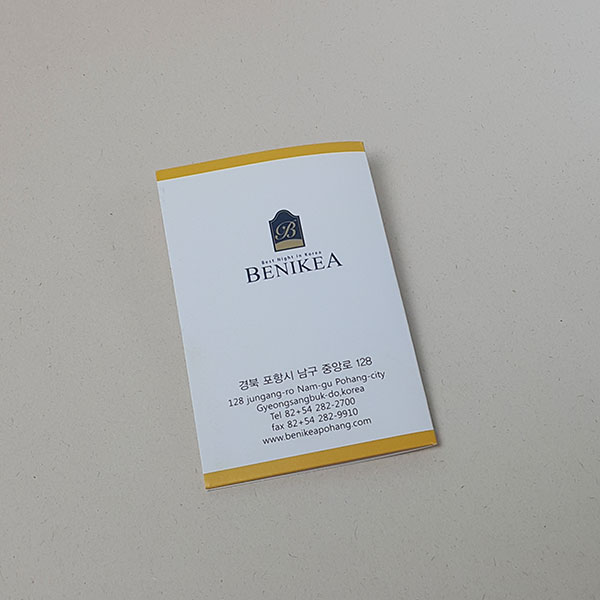 B
Best Night in Korea
BENIKEA
경북 포항시 남구 중앙로 128
128 jungang-ro Nam-gu Pohang-city
Gyeongsangbuk-do,korea
Tel 82+54 282-2700
fax 82+54 282-9910
www.benikeapohang.com